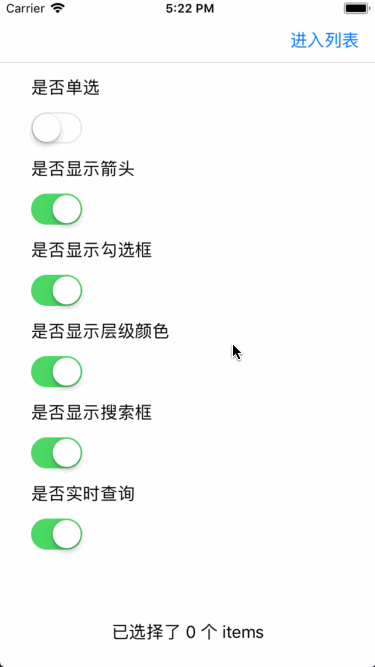 Carrier 5:22 PM
进入列表
是否单选
是否显示箭头
是否显示勾选框
是否显示层级颜色
是否显示搜索框
是否实时查询
已选择了 0 个 items